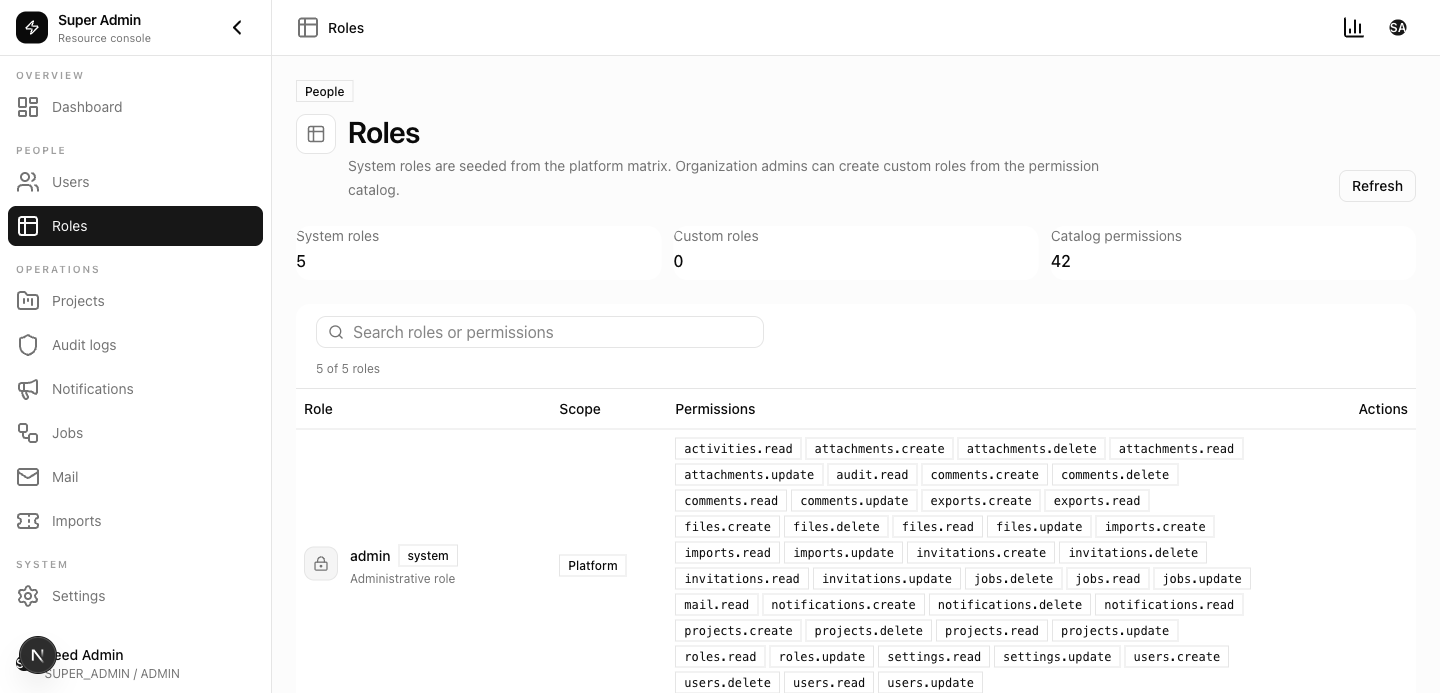 Super Admin
Resource console
OVERVIEW
Dashboard
PEOPLE
Users
Roles
OPERATIONS
Projects
Audit logs
Notifications
Jobs
Mail
Imports
SYSTEM
Settings
N
eed Admin
SUPER_ADMIN / ADMIN
Roles
SA
People
Roles
System roles are seeded from the platform matrix. Organization admins can create custom roles from the permission
catalog.
Refresh
System roles
5
Custom roles
0
Catalog permissions
42
Search roles or permissions
5 of 5 roles
Role Scope Permissions Actions
admin system
Administrative role
Platform
activities.read attachments.create attachments.delete attachments.read
attachments.update audit.read comments.create comments.delete
comments.read comments.update exports.create exports.read
files.create files.delete files.read files.update imports.create
imports.read imports.update invitations.create invitations.delete
invitations.read invitations.update jobs.delete jobs.read jobs.update
mail.read notifications.create notifications.delete notifications.read
projects.create projects.delete projects.read projects.update
roles.read roles.update settings.read settings.update users.create
users.delete users.read users.update